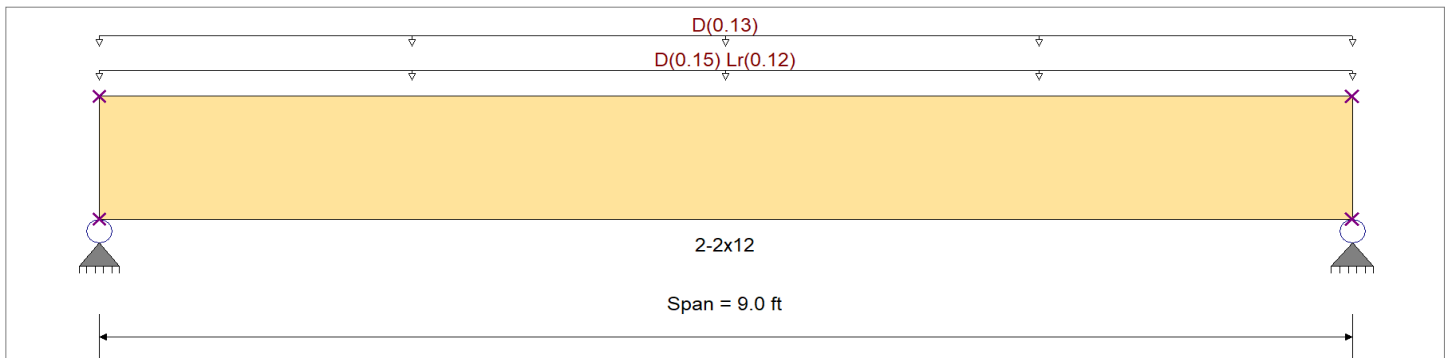 D(0.13)
D(0.15) Lr(0.12)
2-2x12
Span = 9.0 ft